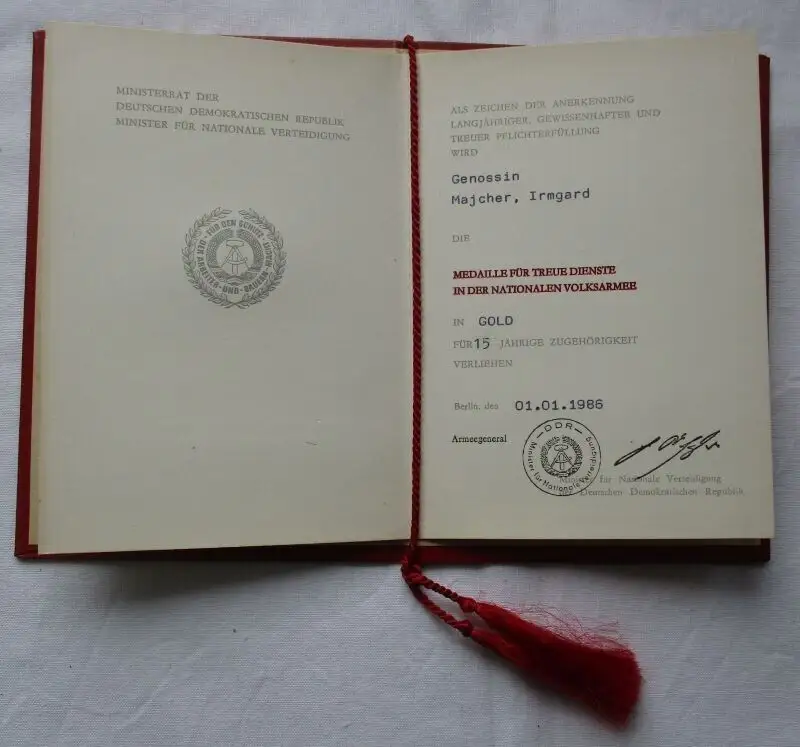 MINISTERRAT DER
DEUTSCHEN DEMOKRATISCHEN REPUBLIK
MINISTER FÜR NATIONALE VERTEIDIGUNG
FÜR DEN SCHUTZ DER ARBEITER-UND-BAUERN-MACHT
ALS ZEICHEN DER ANERKENNUNG
LANGJÄHRIGER, GEWISSENHAFTER UND
TREUER PFLICHTERFÜLLUNG
WIRD
Genossin
Majcher, Irmgard
DIE
MEDAILLE FÜR TREUE DIENSTE
IN DER NATIONALEN VOLKSARMEE
IN GOLD
FÜR 15 JÄHRIGE ZUGEHÖRIGKEIT
VERLIEHEN
Berlin, den 01.01.1986
Armeegeneral
-DDR-
Minister für Nationale Verteidigung
Minister für Nationale Verteidigung
Deutschen Demokratischen Republik